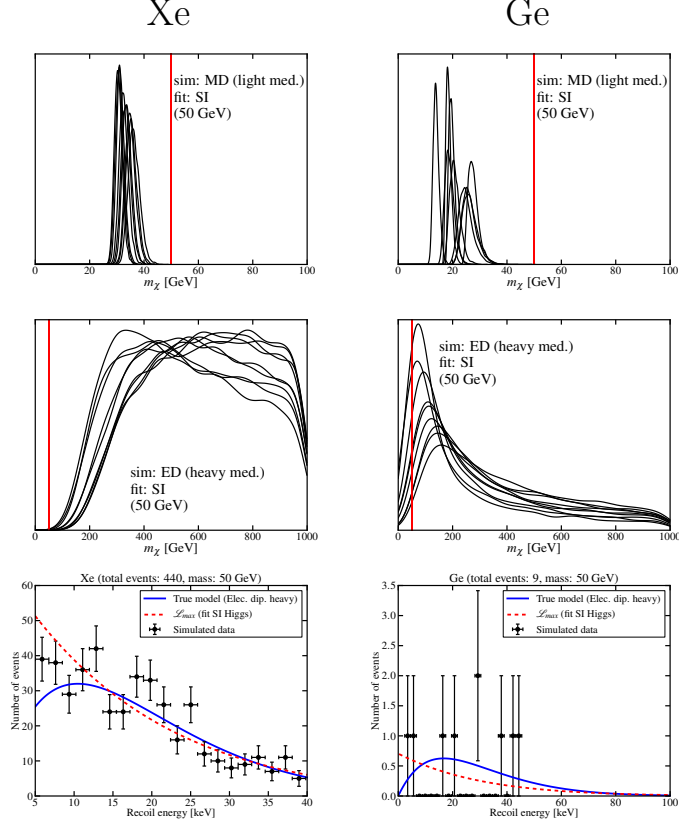 Xe
Ge
sim: MD (light med.)
fit: SI
(50 GeV)
0 20 40 60 80 100
mχ [GeV]
sim: MD (light med.)
fit: SI
(50 GeV)
0 20 40 60 80 100
mχ [GeV]
sim: ED (heavy med.)
fit: SI
(50 GeV)
0 200 400 600 800 1000
mχ [GeV]
sim: ED (heavy med.)
fit: SI
(50 GeV)
0 200 400 600 800 1000
mχ [GeV]
Xe (total events: 440, mass: 50 GeV)
True model (Elec. dip. heavy)
ℒmax (fit SI Higgs)
Simulated data
Number of events
60
50
40
30
20
10
0
5 10 15 20 25 30 35 40
Recoil energy [keV]
Ge (total events: 9, mass: 50 GeV)
True model (Elec. dip. heavy)
ℒmax (fit SI Higgs)
Simulated data
Number of events
3.5
3.0
2.5
2.0
1.5
1.0
0.5
0.0
0 20 40 60 80 100
Recoil energy [keV]